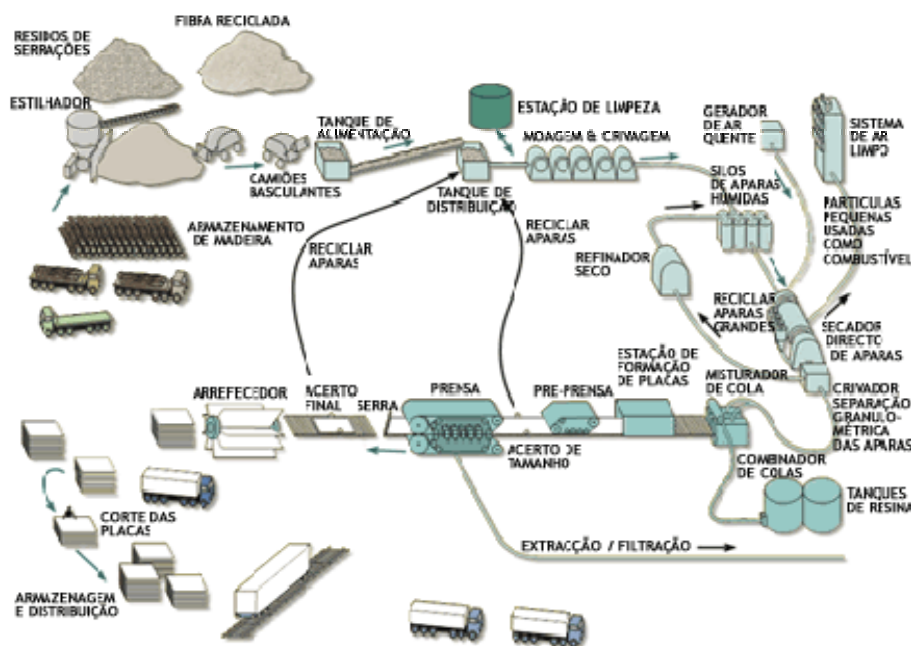 FIBRA RECICLADA
RESIDOS DE
SERRAÇÕES
ESTILHADOR
TANQUE DE
ALIMENTAÇÃO
CAMIÕES
BASCULANTES
ESTAÇÃO DE LIMPEZA
MOAGEM & CRIVAGEM
TANQUE DE
DISTRIBUIÇÃO
GERADOR
DE AR
QUENTE
SISTEMA
DE AR
LIMPO
SILOS
DE APARAS
HUMIDAS
PARTICULAS
PEQUENAS
USADAS
COMO
COMBUSTÍVEL
ARMAZENAMENTO
DE MADEIRA
RECICLAR
APARAS
RECICLAR
APARAS
REFINADOR
SECO
RECICLAR
APARAS
GRANDES
SECADOR
DIRECTO
DE APARAS
ESTAÇÃO DE
FORMAÇÃO
DE PLACAS
MISTURADOR
DE COLA
CRIVADOR
SEPARAÇÃO
GRANULO-
MÉTRICA
DAS APARAS
ARREFECEDOR
ACERTO
FINAL
SERRA
PRENSA
PRE-PRENSA
ACERTO DE
TAMANHO
COMBINADOR
DE COLAS
TANQUES
DE RESINA
CORTE DAS
PLACAS
EXTRACÇÃO / FILTRAÇÃO
ARMAZENAGEM
E DISTRIBUIÇÃO